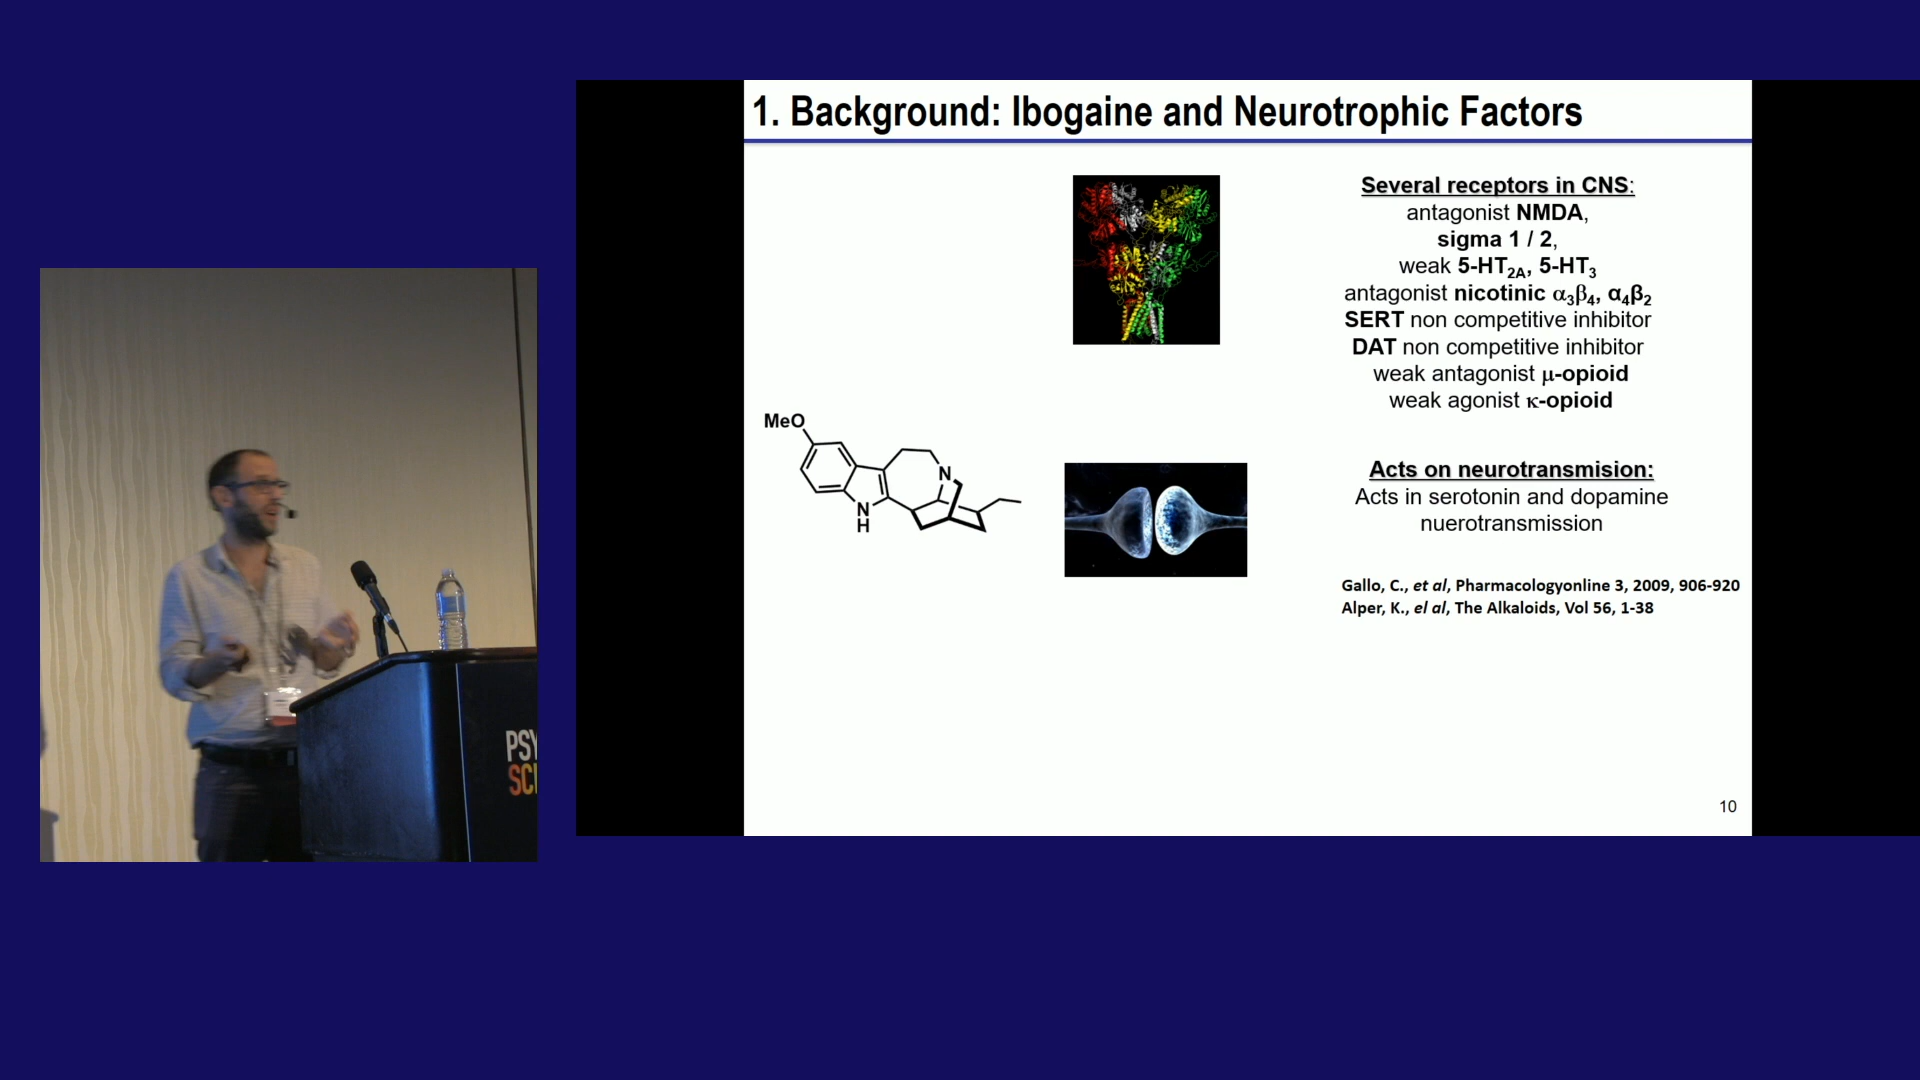 1. Background: Ibogaine and Neurotrophic Factors
Several receptors in CNS:
antagonist NMDA,
sigma 1 / 2,
weak 5-HT2A, 5-HT3
antagonist nicotinic α3β4, α4β2
SERT non competitive inhibitor
DAT non competitive inhibitor
weak antagonist μ-opioid
weak agonist κ-opioid
MeO
N
N
H
Acts on neurotransmision:
Acts in serotonin and dopamine
nuerotransmission
Gallo, C., et al, Pharmacologyonline 3, 2009, 906-920
Alper, K., el al, The Alkaloids, Vol 56, 1-38
10
PSY
SCI